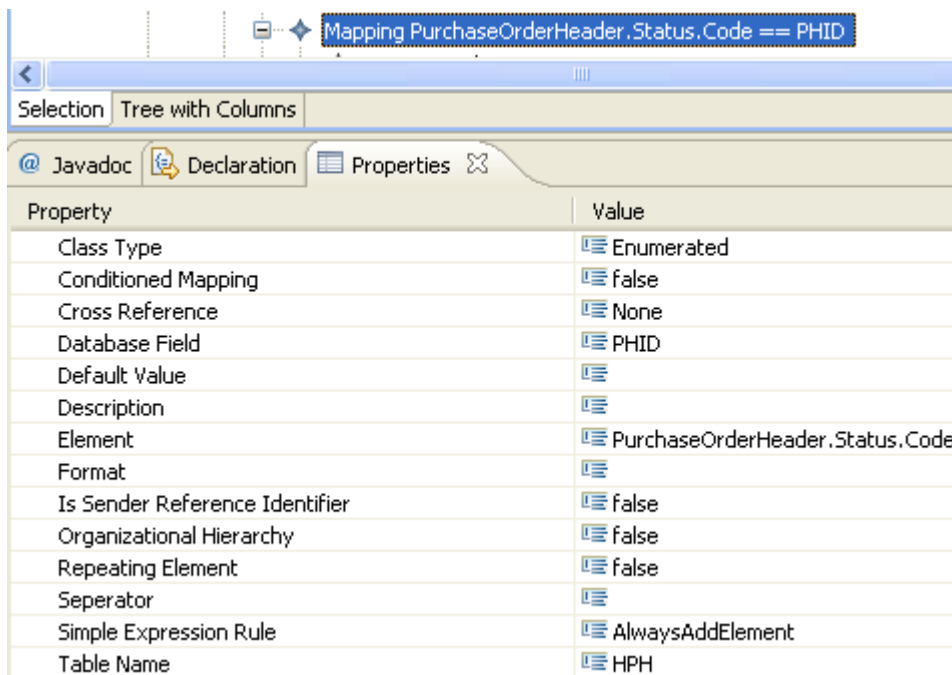 Mapping PurchaseOrderHeader.Status.Code == PHID
Selection Tree with Columns
@ Javadoc Declaration Properties
Property Value
Class Type Enumerated
Conditioned Mapping false
Cross Reference None
Database Field PHID
Default Value
Description
Element PurchaseOrderHeader.Status.Code
Format
Is Sender Reference Identifier false
Organizational Hierarchy false
Repeating Element false
Seperator
Simple Expression Rule AlwaysAddElement
Table Name HPH